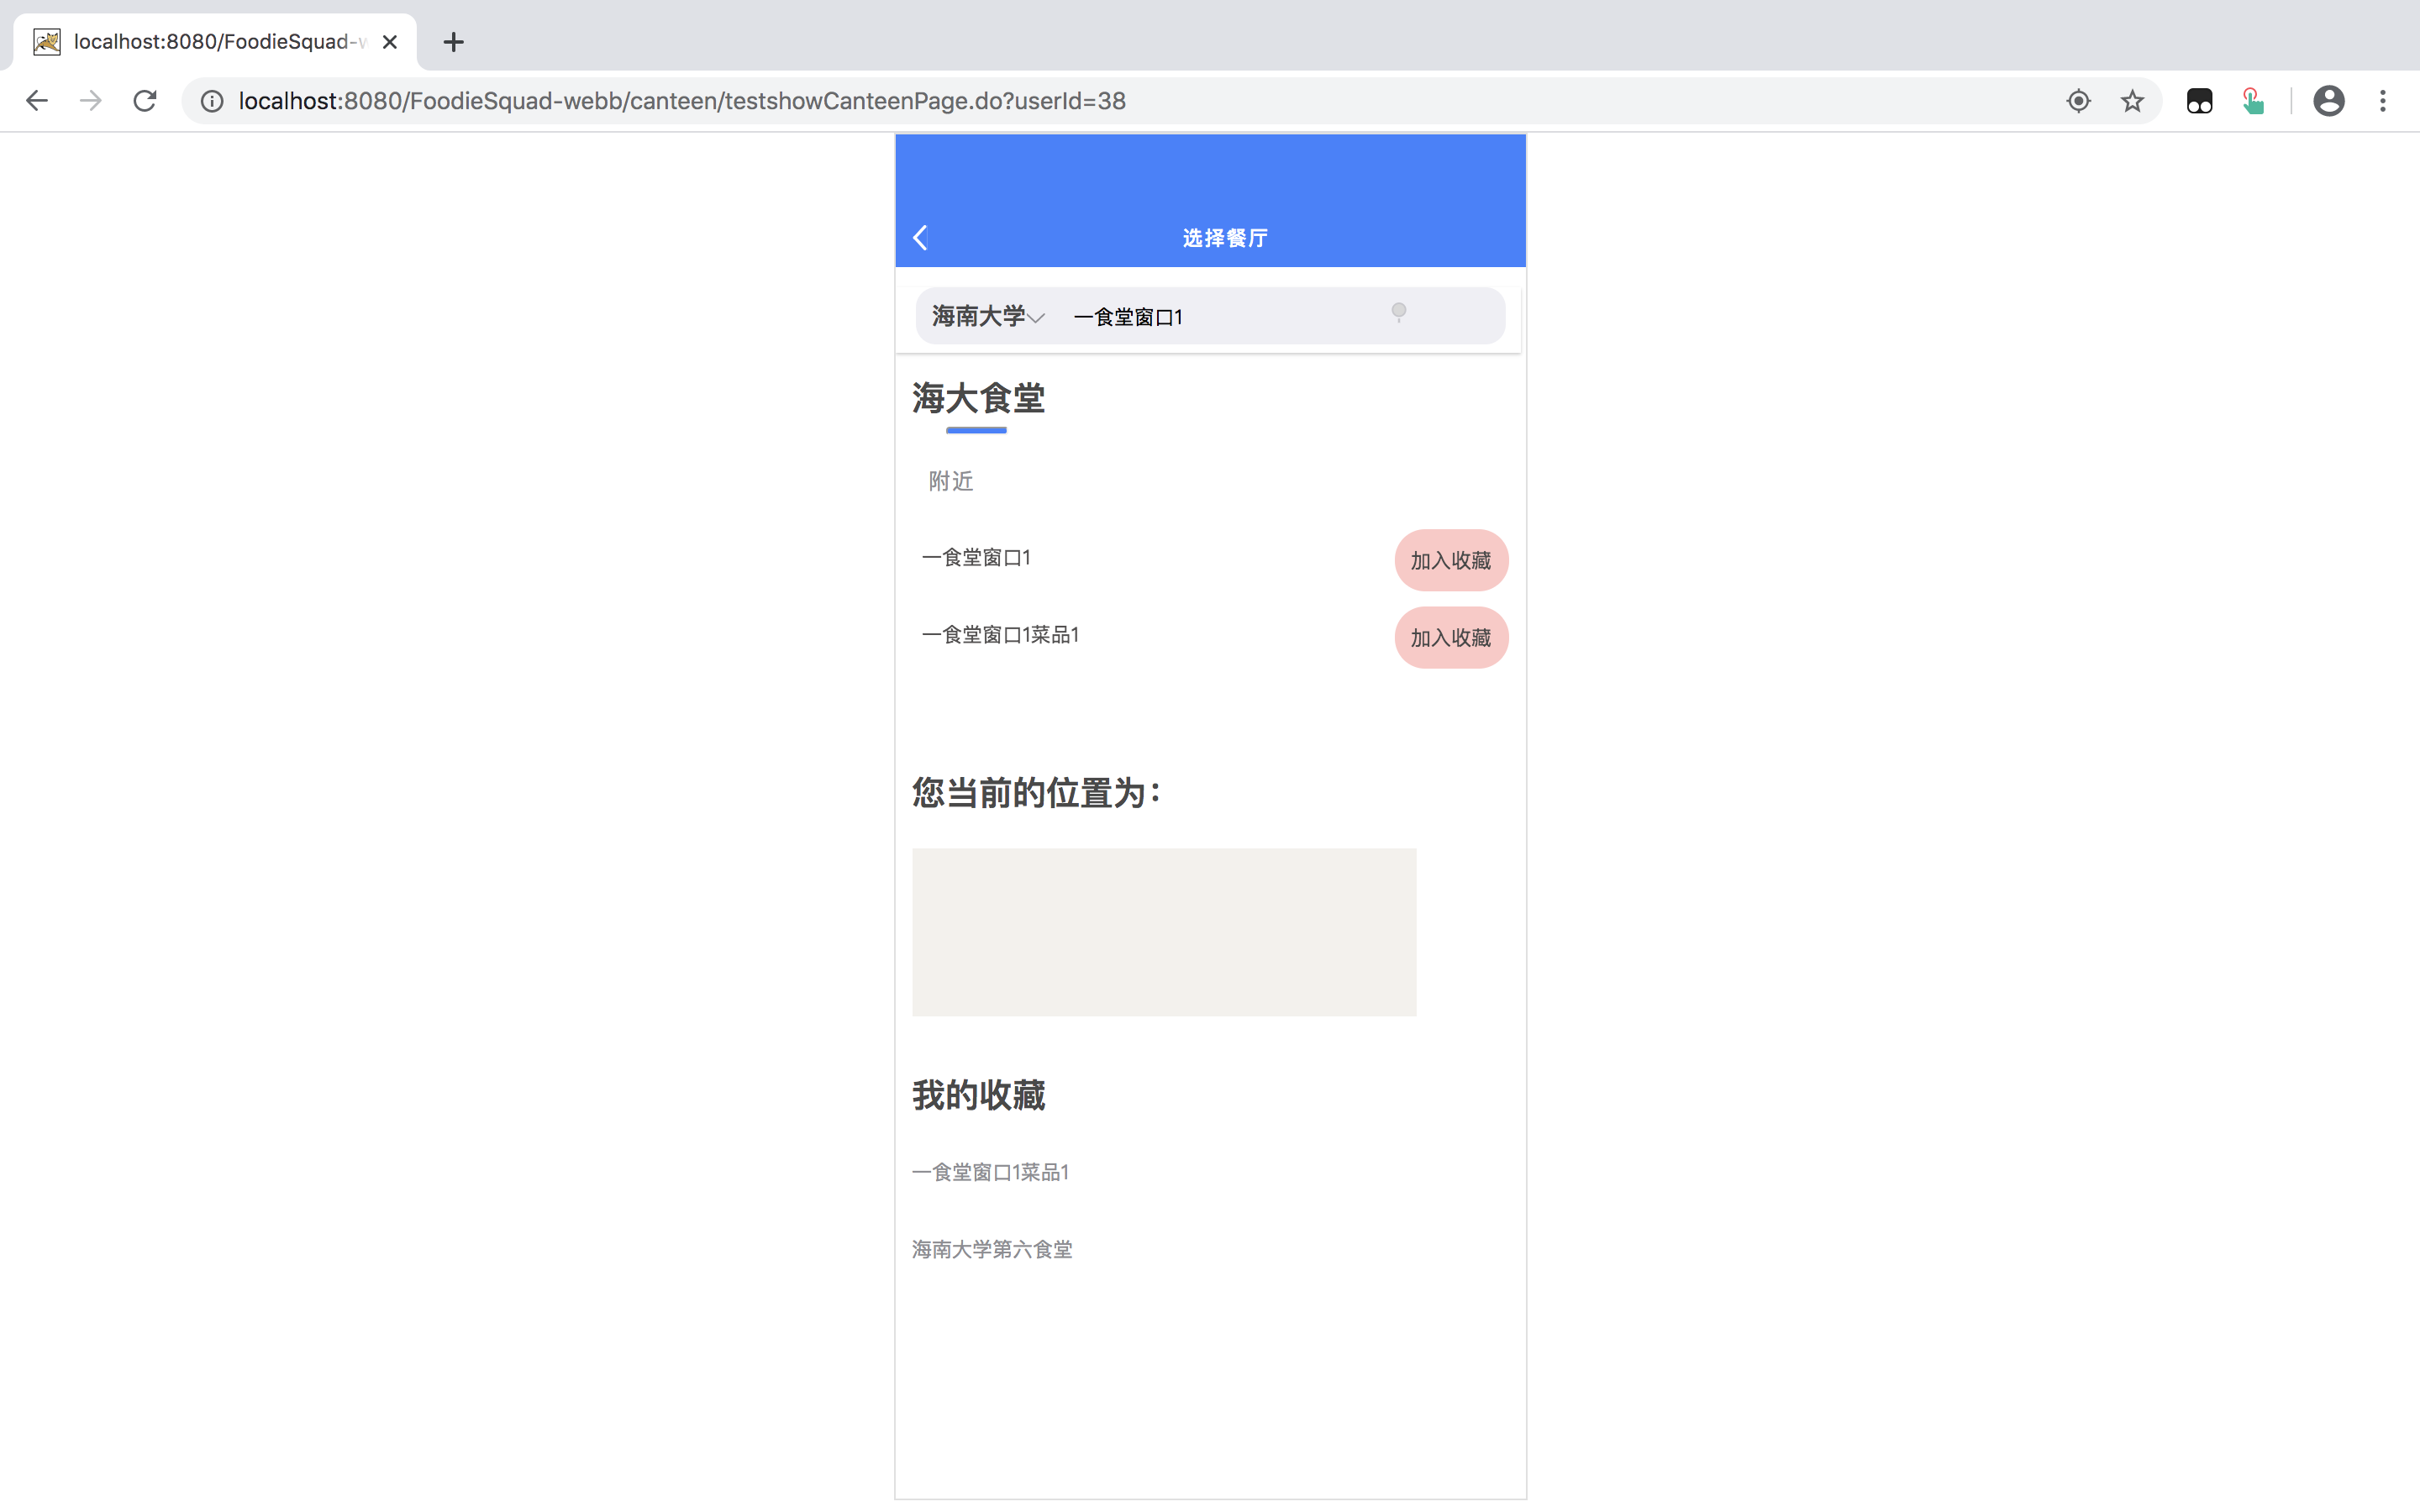 localhost:8080/FoodieSquad-w
localhost:8080/FoodieSquad-webb/canteen/testshowCanteenPage.do?userId=38
选择餐厅
海南大学 一食堂窗口1
海大食堂
附近
一食堂窗口1 加入收藏
一食堂窗口1菜品1 加入收藏
您当前的位置为：
我的收藏
一食堂窗口1菜品1
海南大学第六食堂